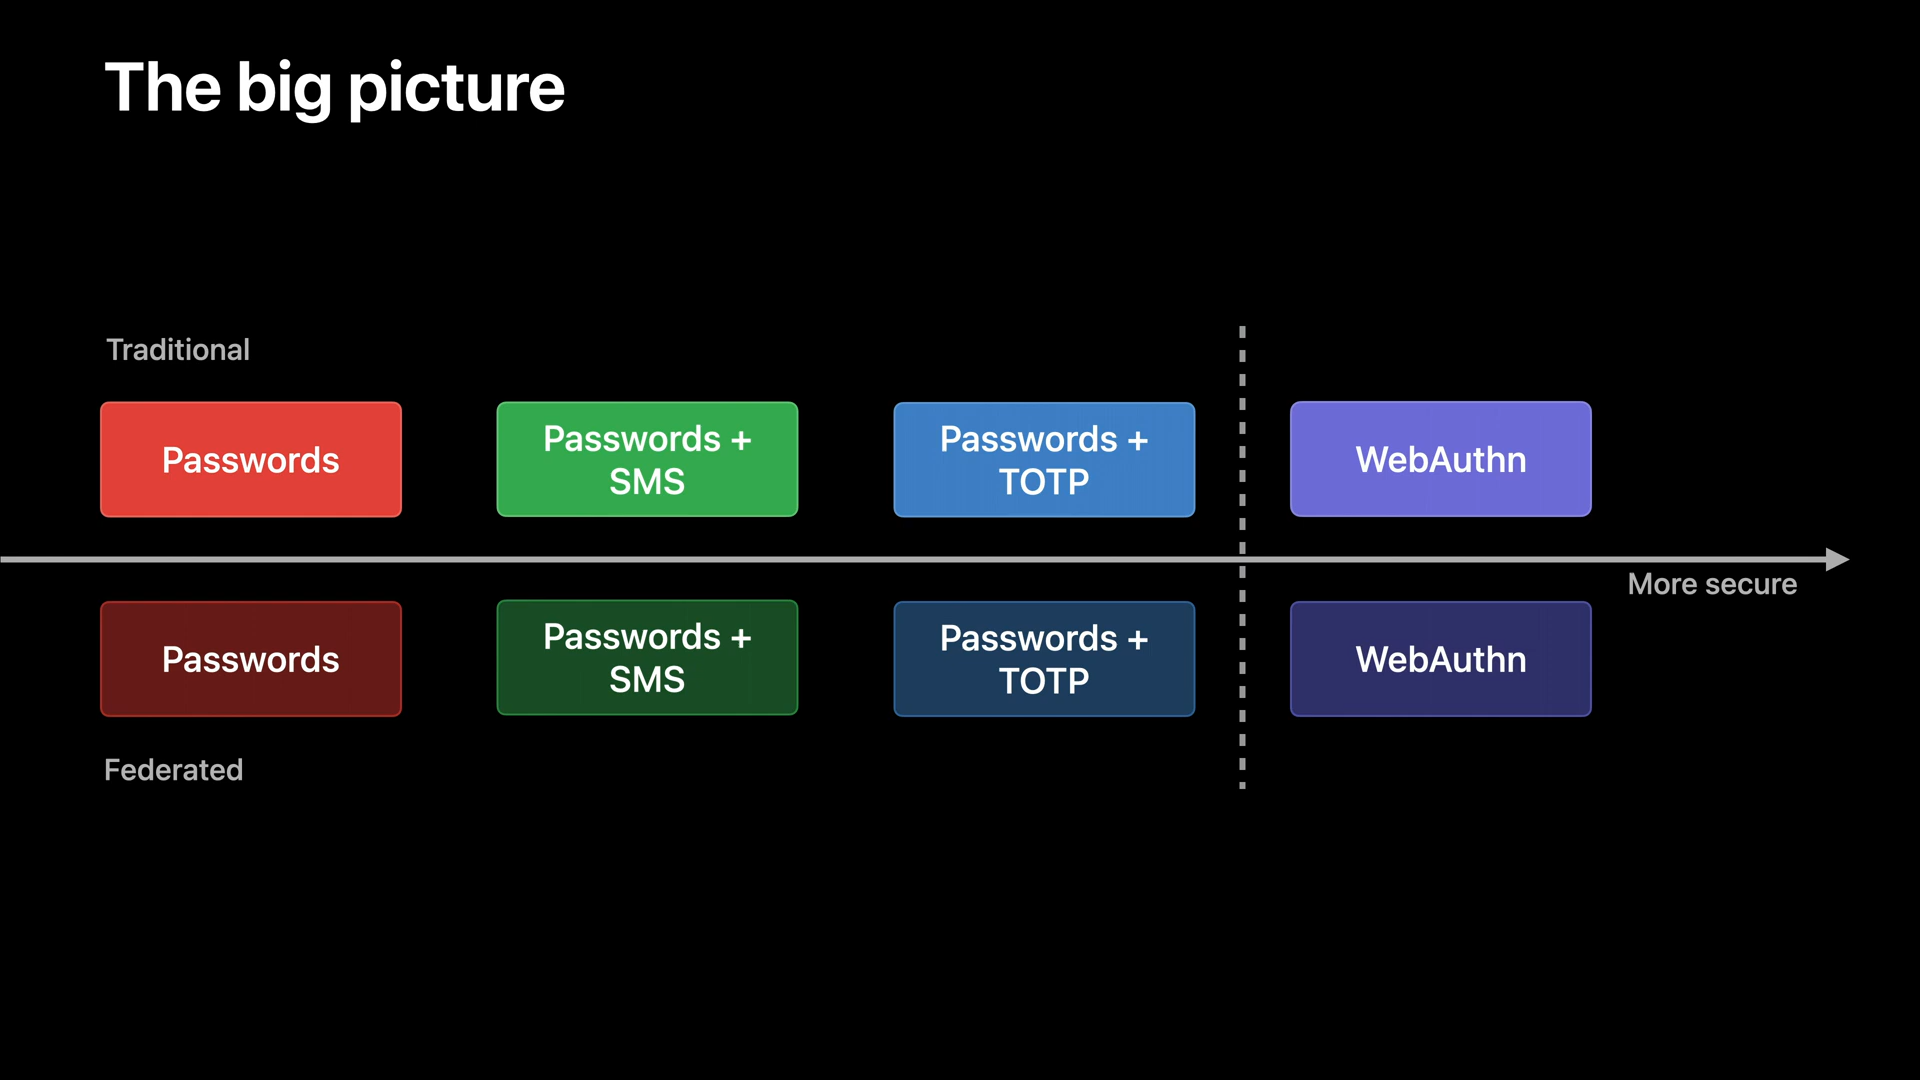 The big picture
Traditional
Passwords
Passwords +
SMS
Passwords +
TOTP
WebAuthn
More secure
Passwords
Passwords +
SMS
Passwords +
TOTP
WebAuthn
Federated